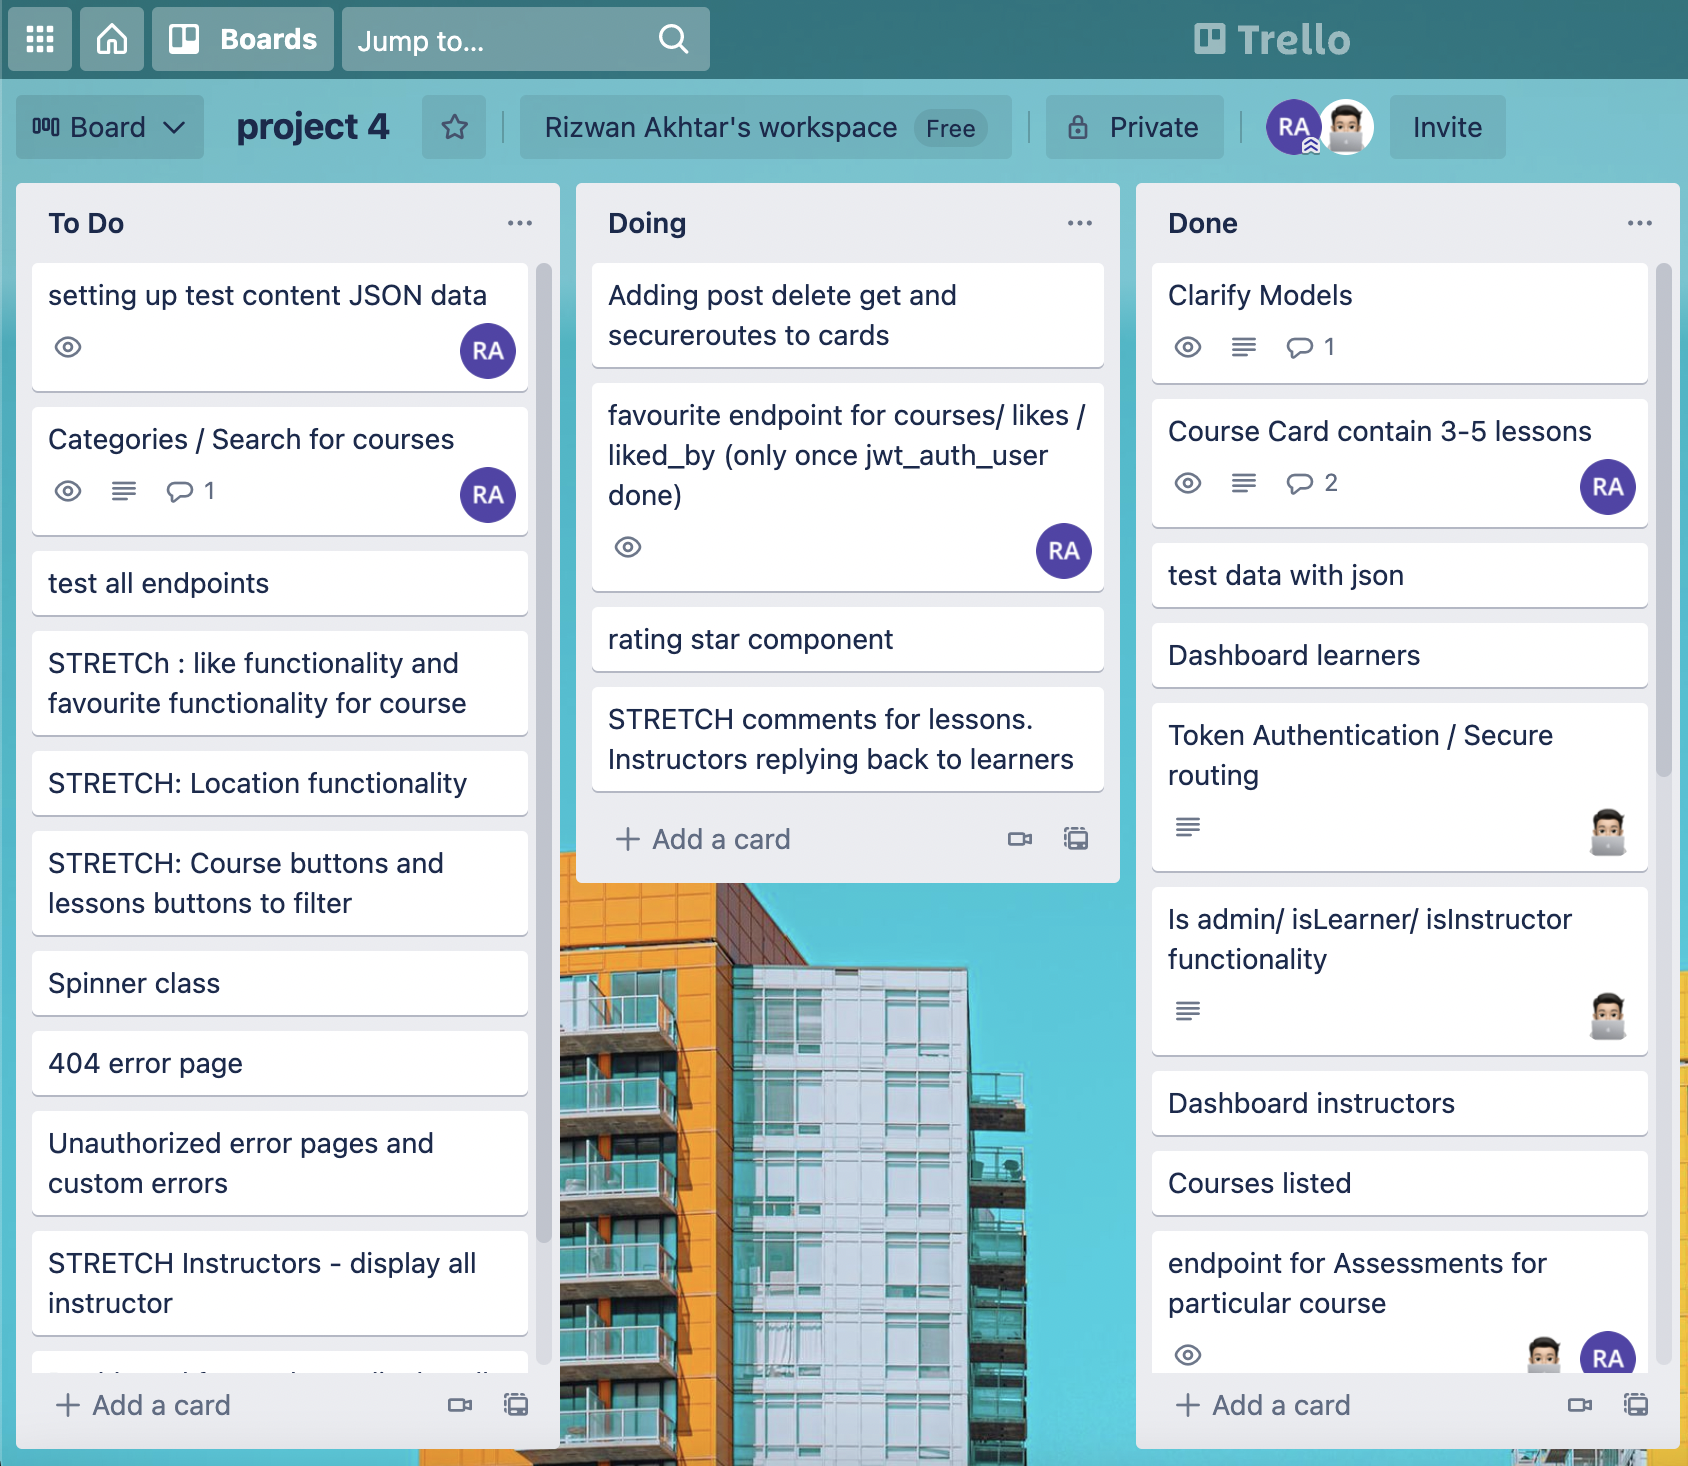 Boards
Jump to...
Trello
Board
project 4
Rizwan Akhtar's workspace
Free
Private
RA
Invite
To Do
setting up test content JSON data
RA
Categories / Search for courses
1
RA
test all endpoints
STRETCh : like functionality and
favourite functionality for course
STRETCH: Location functionality
STRETCH: Course buttons and
lessons buttons to filter
Spinner class
404 error page
Unauthorized error pages and
custom errors
STRETCH Instructors - display all
instructor
Add a card
Doing
Adding post delete get and
secureroutes to cards
favourite endpoint for courses/ likes /
liked_by (only once jwt_auth_user
done)
RA
rating star component
STRETCH comments for lessons.
Instructors replying back to learners
Add a card
Done
Clarify Models
1
Course Card contain 3-5 lessons
2
RA
test data with json
Dashboard learners
Token Authentication / Secure
routing
Is admin/ isLearner/ isInstructor
functionality
Dashboard instructors
Courses listed
endpoint for Assessments for
particular course
RA
Add a card